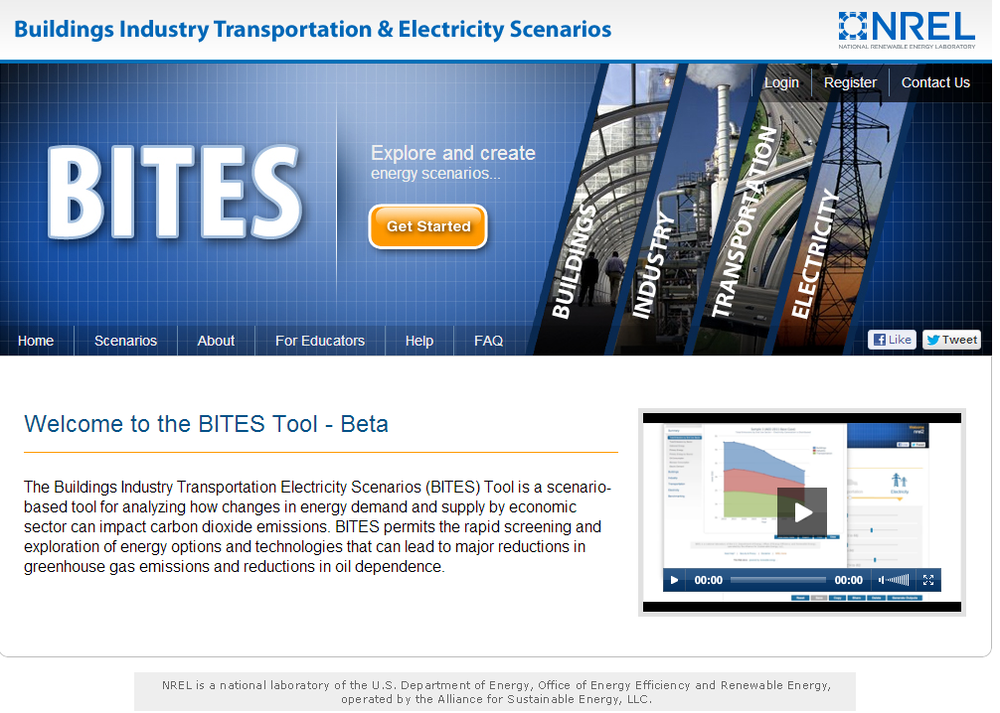 Buildings Industry Transportation & Electricity Scenarios
NREL
NATIONAL RENEWABLE ENERGY LABORATORY
Login
Register
Contact Us
BITES
Explore and create
energy scenarios...
Get Started
BUILDINGS
INDUSTRY
TRANSPORTATION
ELECTRICITY
Home
Scenarios
About
For Educators
Help
FAQ
Like
Tweet
Welcome to the BITES Tool - Beta
The Buildings Industry Transportation Electricity Scenarios (BITES) Tool is a scenario-
based tool for analyzing how changes in energy demand and supply by economic
sector can impact carbon dioxide emissions. BITES permits the rapid screening and
exploration of energy options and technologies that can lead to major reductions in
greenhouse gas emissions and reductions in oil dependence.
Electricity
00:00
00:00
NREL is a national laboratory of the U.S. Department of Energy, Office of Energy Efficiency and Renewable Energy,
operated by the Alliance for Sustainable Energy, LLC.